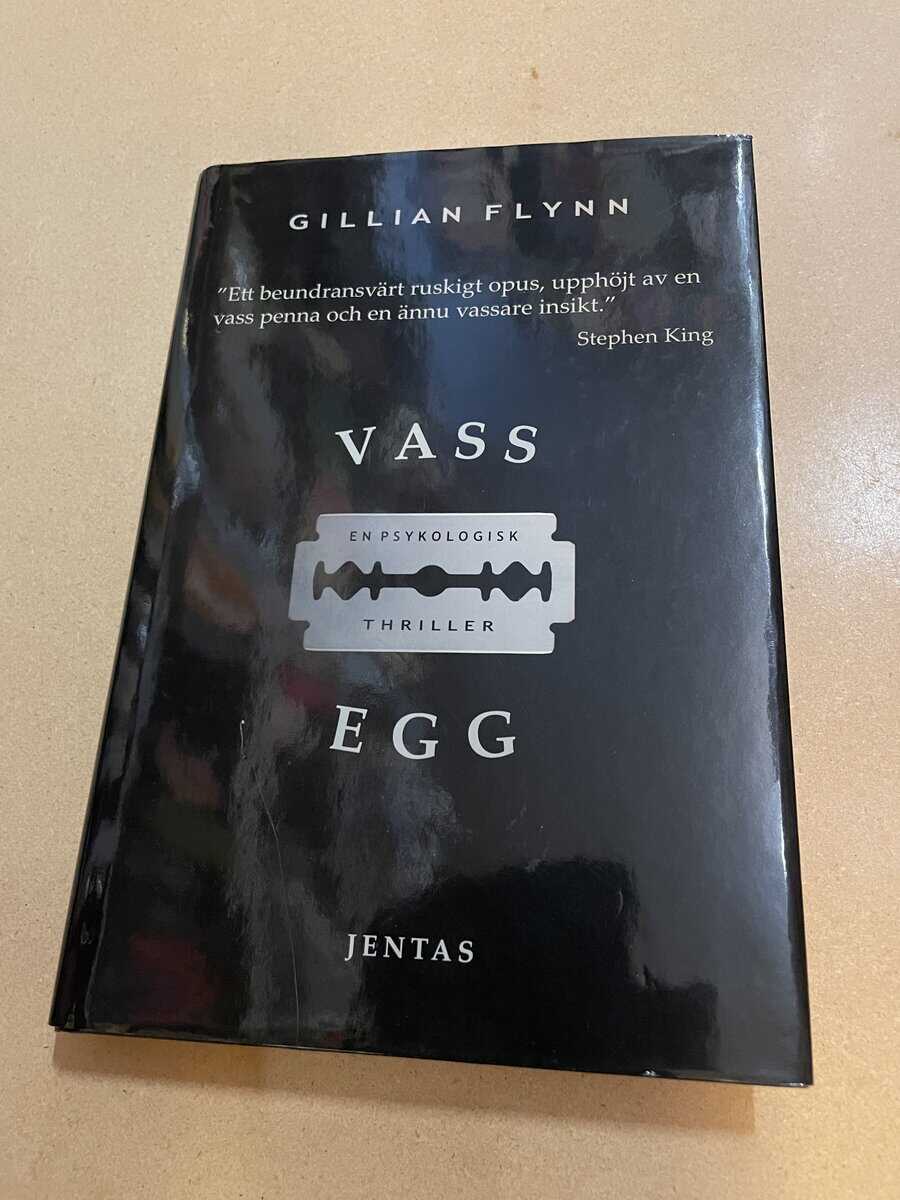 GILLIAN FLYNN
”Ett beundransvärt ruskigt opus, upphöjt av en
vass penna och en ännu vassare insikt.”
Stephen King
VASS
EN PSYKOLOGISK
THRILLER
EGG
JENTAS